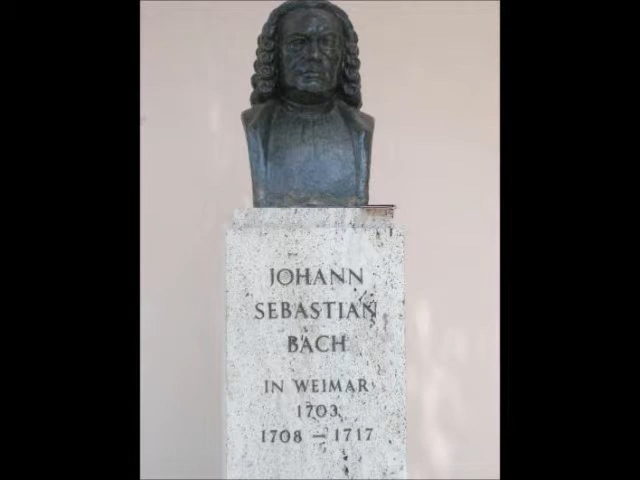 JOHANN
SEBASTIAN
BACH
IN WEIMAR
1703
1708 – 1717